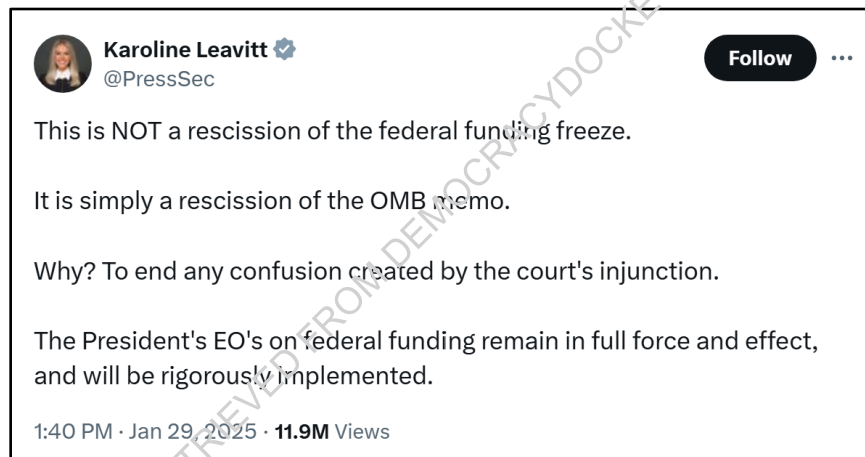 Karoline Leavitt
@PressSec
Follow
This is NOT a rescission of the federal funding freeze.
It is simply a rescission of the OMB memo.
Why? To end any confusion created by the court's injunction.
The President's EO's on federal funding remain in full force and effect,
and will be rigorously implemented.
1:40 PM · Jan 29, 2025 · 11.9M Views
TRIEVED FROM DEMOCRACYDOCKE